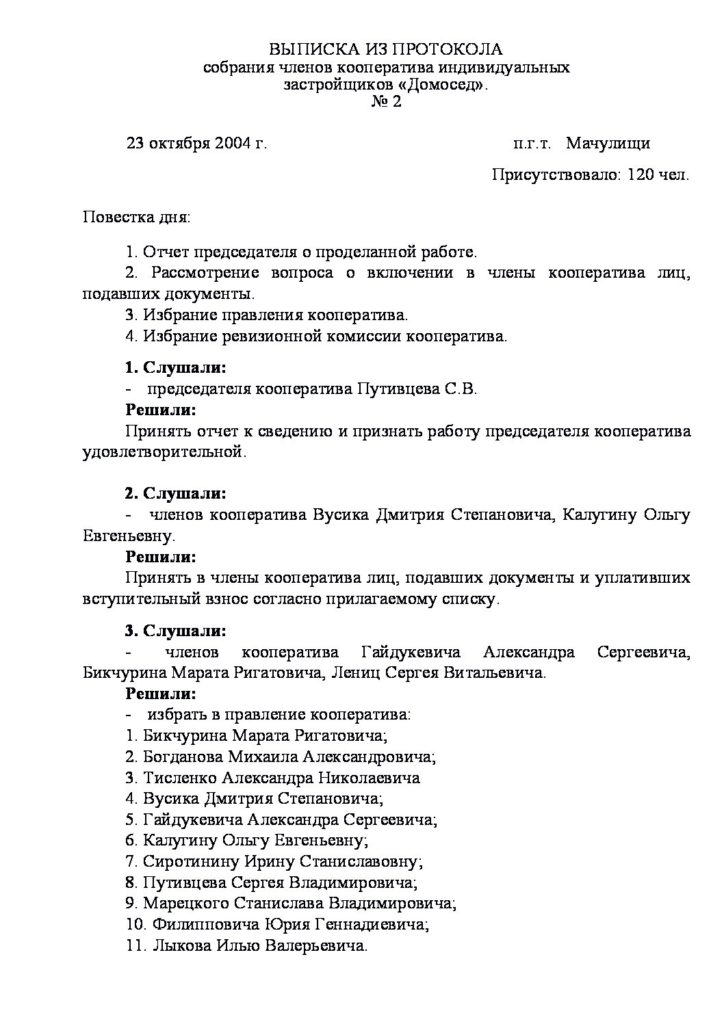 ВЫПИСКА ИЗ ПРОТОКОЛА
собрания членов кооператива индивидуальных
застройщиков «Домосед».
№ 2
23 октября 2004 г. п.г.т. Мачулищи
Присутствовало: 120 чел.
Повестка дня:
1. Отчет председателя о проделанной работе.
2. Рассмотрение вопроса о включении в члены кооператива лиц,
подавших документы.
3. Избрание правления кооператива.
4. Избрание ревизионной комиссии кооператива.
1. Слушали:
- председателя кооператива Путивцева С.В.
Решили:
Принять отчет к сведению и признать работу председателя кооператива
удовлетворительной.
2. Слушали:
- членов кооператива Вусика Дмитрия Степановича, Калугину Ольгу
Евгеньевну.
Решили:
Принять в члены кооператива лиц, подавших документы и уплативших
вступительный взнос согласно прилагаемому списку.
3. Слушали:
- членов кооператива Гайдукевича Александра Сергеевича,
Бикчурина Марата Ригатовича, Лениц Сергея Витальевича.
Решили:
- избрать в правление кооператива:
1. Бикчурина Марата Ригатовича;
2. Богданова Михаила Александровича;
3. Тисленко Александра Николаевича
4. Вусика Дмитрия Степановича;
5. Гайдукевича Александра Сергеевича;
6. Калугину Ольгу Евгеньевну;
7. Сиротинину Ирину Станиславовну;
8. Путивцева Сергея Владимировича;
9. Марецкого Станислава Владимировича;
10. Филипповича Юрия Геннадиевича;
11. Лыкова Илью Валерьевича.